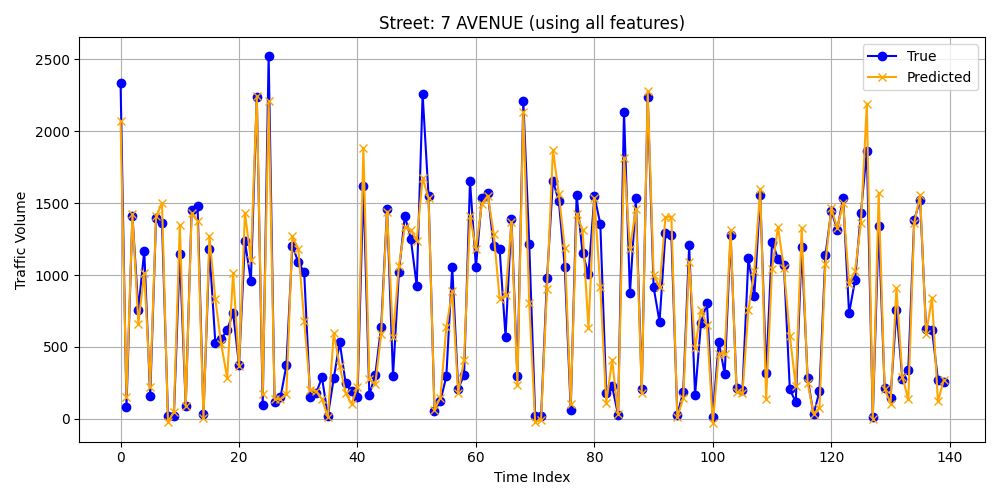 Street: 7 AVENUE (using all features)
True
Predicted
Traffic Volume
2500
2000
1500
1000
500
0
0 20 40 60 80 100 120 140
Time Index